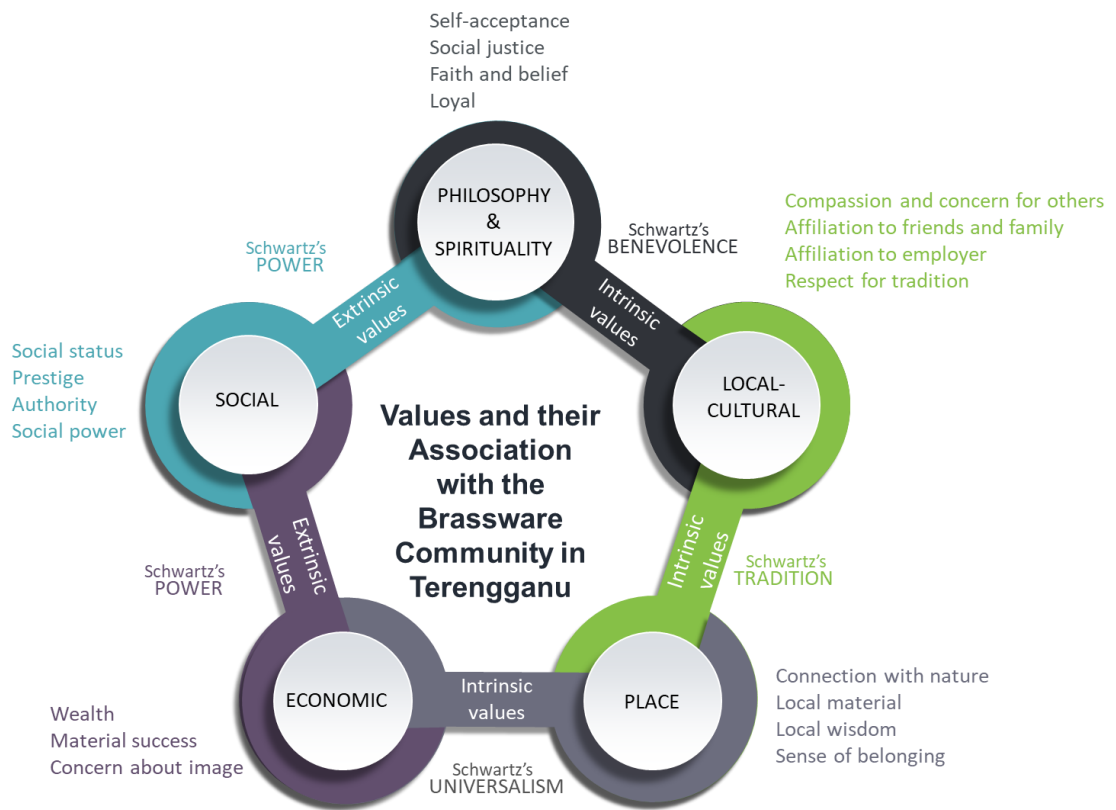 Self-acceptance
Social justice
Faith and belief
Loyal
PHILOSOPHY
&
SPIRITUALITY
Schwartz's
BENEVOLENCE
Compassion and concern for others
Affiliation to friends and family
Affiliation to employer
Respect for tradition
Schwartz's
POWER
Extrinsic
values
Intrinsic
values
Social status
Prestige
Authority
Social power
SOCIAL
LOCAL-
CULTURAL
Values and their
Association
with the
Brassware
Community in
Terengganu
Extrinsic
values
Intrinsic
values
Schwartz's
POWER
Schwartz's
TRADITION
ECONOMIC
Intrinsic
values
PLACE
Connection with nature
Local material
Local wisdom
Sense of belonging
Wealth
Material success
Concern about image
Schwartz's
UNIVERSALISM